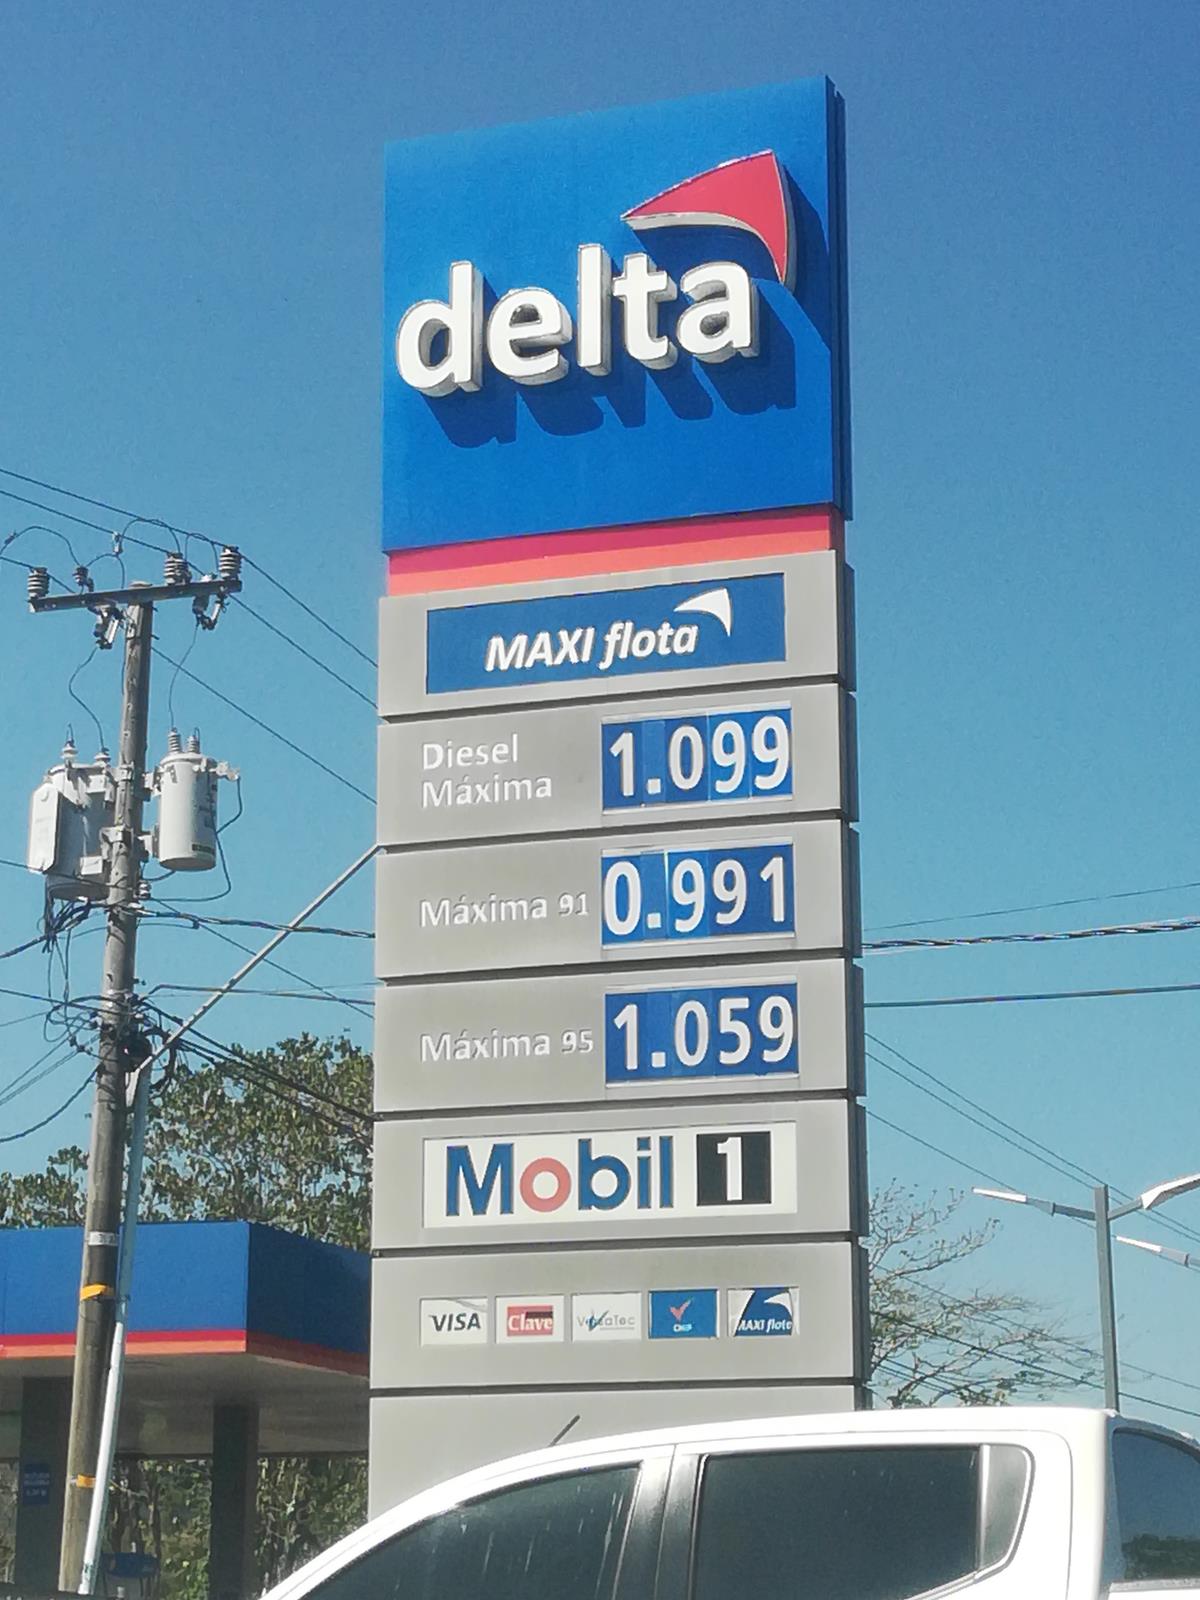 delta
MAXI flota
Diesel
Máxima
1.099
Máxima 91
0.991
Máxima 95
1.059
Mobil 1
VISA
Clave
VersaTec
MAXI flota